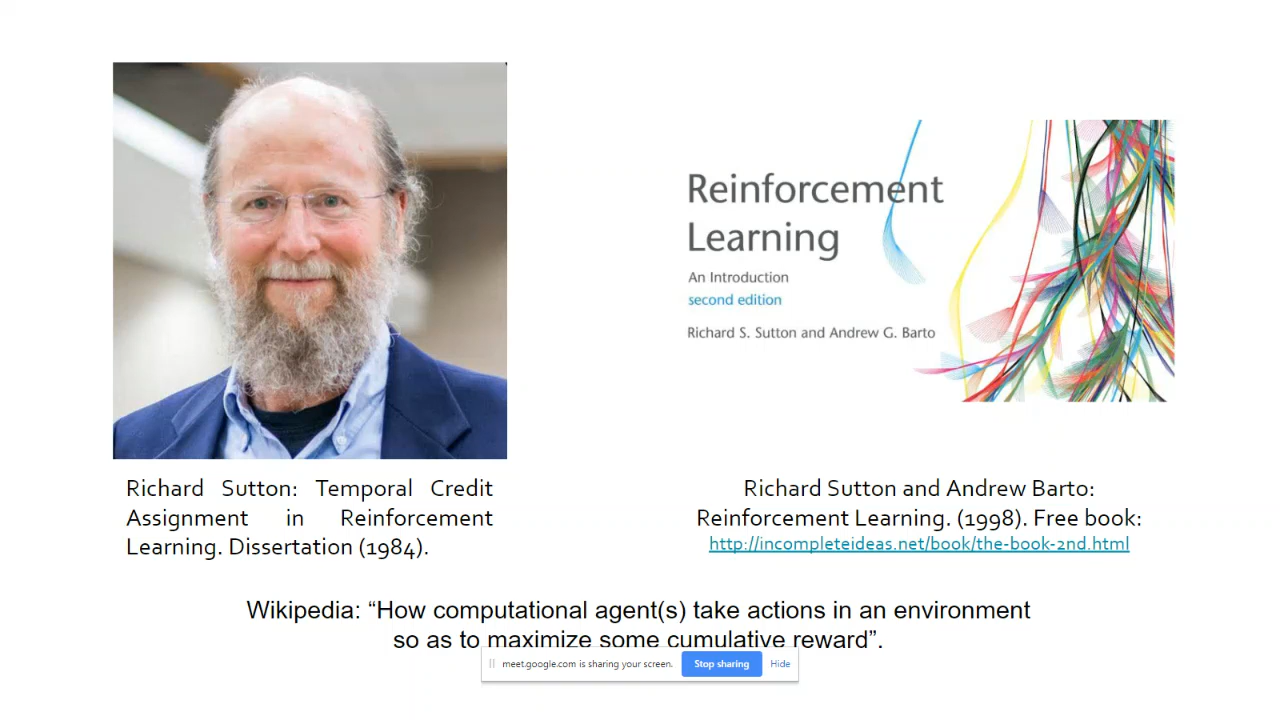 Reinforcement
Learning
An Introduction
second edition
Richard S. Sutton and Andrew G. Barto
Richard Sutton: Temporal Credit
Assignment in Reinforcement
Learning. Dissertation (1984).
Richard Sutton and Andrew Barto:
Reinforcement Learning. (1998). Free book:
http://incompleteideas.net/book/the-book-2nd.html
Wikipedia: “How computational agent(s) take actions in an environment
so as to maximize some cumulative reward”.
meet.google.com is sharing your screen. Stop sharing Hide